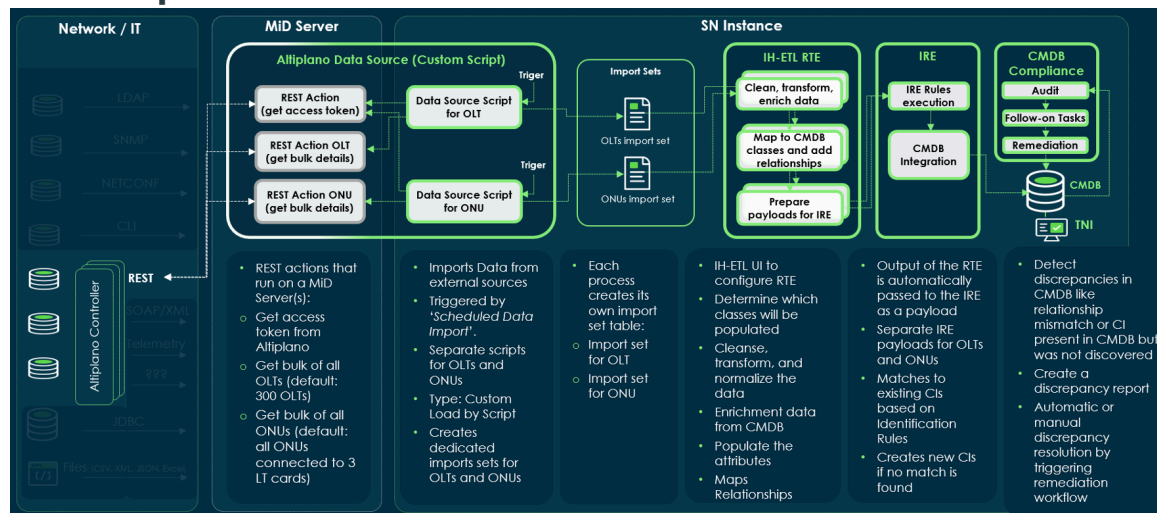 Network / IT
MiD Server
SN Instance
LDAP
SNMP
NETCONF
CLI
REST
SOAP/XML
Telemetry
???
JDBC
Files (CSV, XML, JSON, Excel)
Altiplano Controller
Altiplano Data Source (Custom Script)
REST Action
(get access token)
REST Action OLT
(get bulk details)
REST Action ONU
(get bulk details)
Triger
Data Source Script
for OLT
Triger
Data Source Script
for ONU
Import Sets
OLTs import set
ONUs import set
IH-ETL RTE
Clean, transform,
enrich data
Map to CMDB
classes and add
relationships
Prepare
payloads for IRE
IRE
IRE Rules
execution
CMDB
Integration
CMDB
Compliance
Audit
Follow-on Tasks
Remediation
CMDB
TNI
• REST actions that
run on a MiD
Server(s):
o Get access
token from
Altiplano
o Get bulk of all
OLTs (default:
300 OLTs)
o Get bulk of all
ONUs (default:
all ONUs
connected to 3
LT cards)
• Imports Data from
external sources
• Triggered by
‘Scheduled Data
Import’.
• Separate scripts
for OLTs and
ONUs
• Type: Custom
Load by Script
• Creates
dedicated
imports sets for
OLTs and ONUs
• Each
process
creates its
own import
set table:
o Import set
for OLT
o Import set
for ONU
• IH-ETL UI to
configure RTE
• Determine which
classes will be
populated
• Cleanse,
transform, and
normalize the
data
• Enrichment data
from CMDB
• Populate the
attributes
• Maps
Relationships
• Output of the RTE
is automatically
passed to the IRE
as a payload
• Separate IRE
payloads for OLTs
and ONUs
• Matches to
existing CIs
based on
Identification
Rules
• Creates new CIs
if no match is
found
• Detect
discrepancies in
CMDB like
relationship
mismatch or CI
present in CMDB but
was not discovered
• Create a
discrepancy report
• Automatic or
manual
discrepancy
resolution by
triggering
remediation
workflow